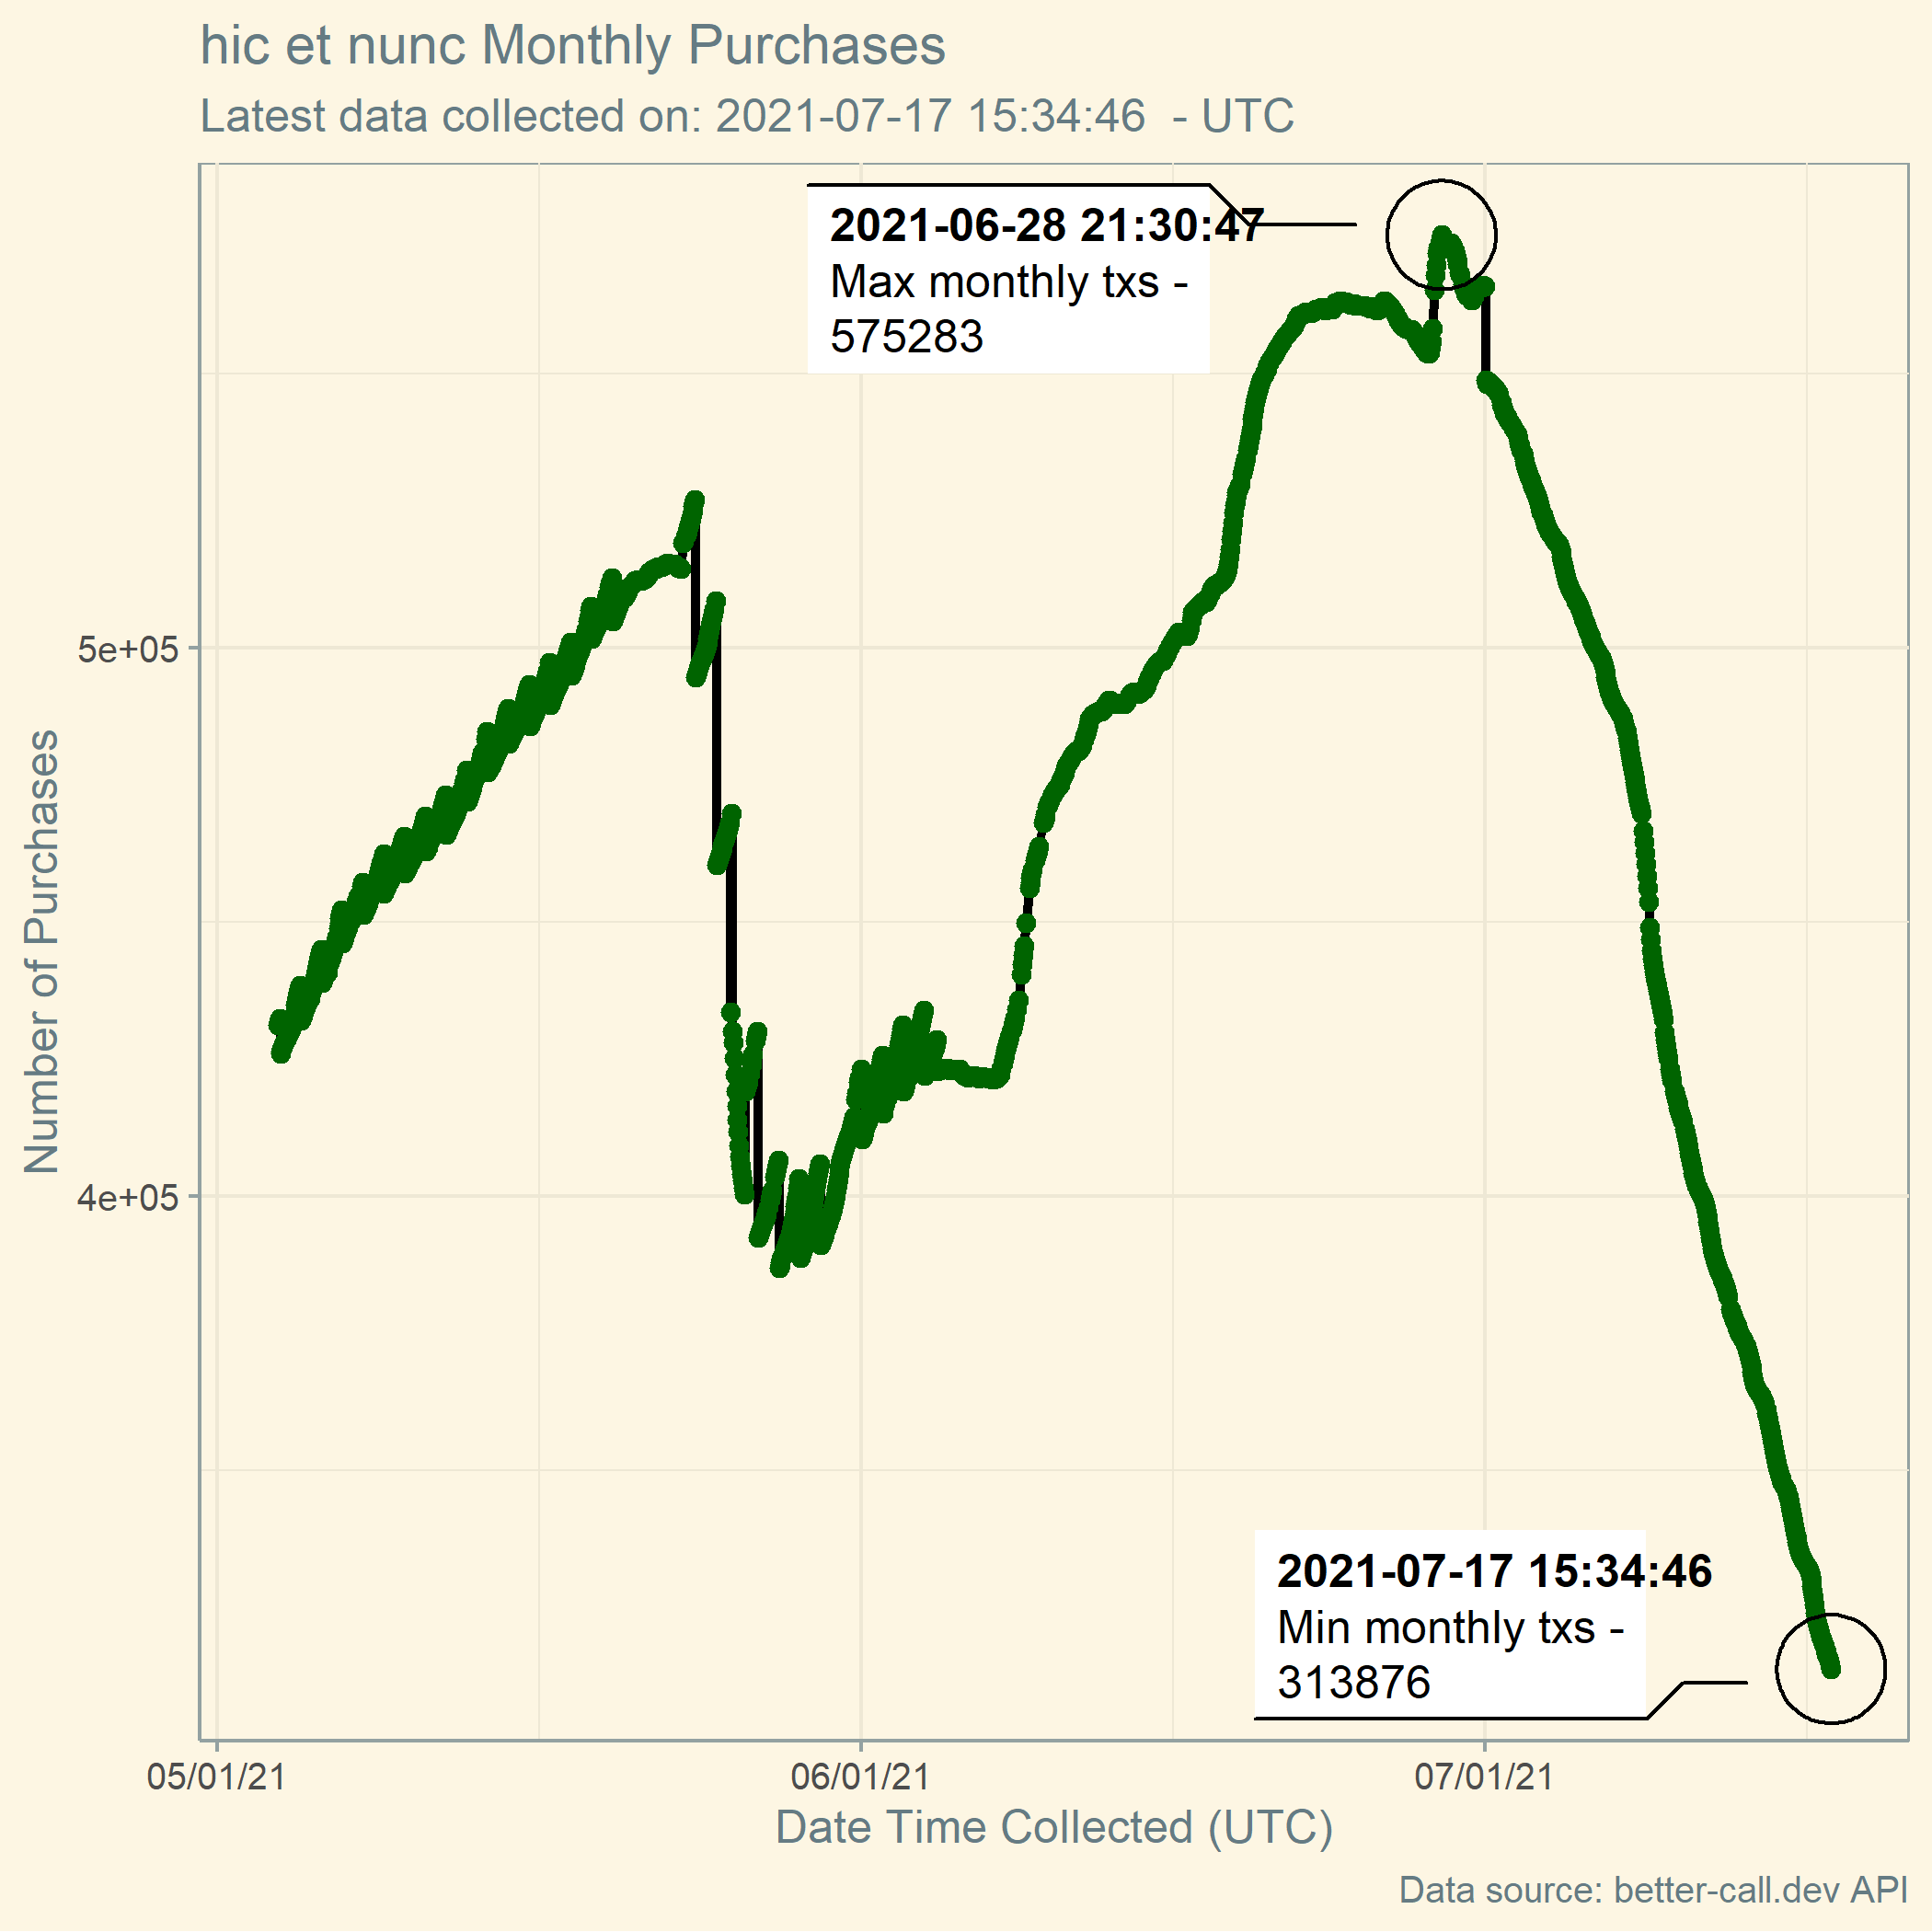 hic et nunc Monthly Purchases
Latest data collected on: 2021-07-17 15:34:46  - UTC
2021-06-28 21:30:47
Max monthly txs -
575283
5e+05
Number of Purchases
4e+05
2021-07-17 15:34:46
Min monthly txs -
313876
05/01/21
06/01/21
07/01/21
Date Time Collected (UTC)
Data source: better-call.dev API